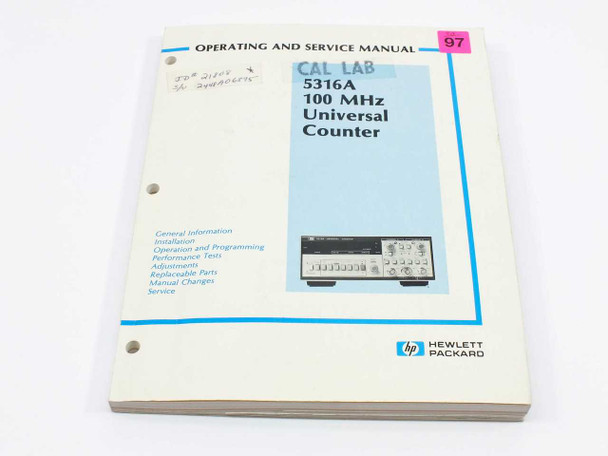 OPERATING AND SERVICE MANUAL
97
CAL LAB
5316A
100 MHz
Universal
Counter
General Information
Installation
Operation and Programming
Performance Tests
Adjustments
Replaceable Parts
Manual Changes
Service
hp HEWLETT
PACKARD